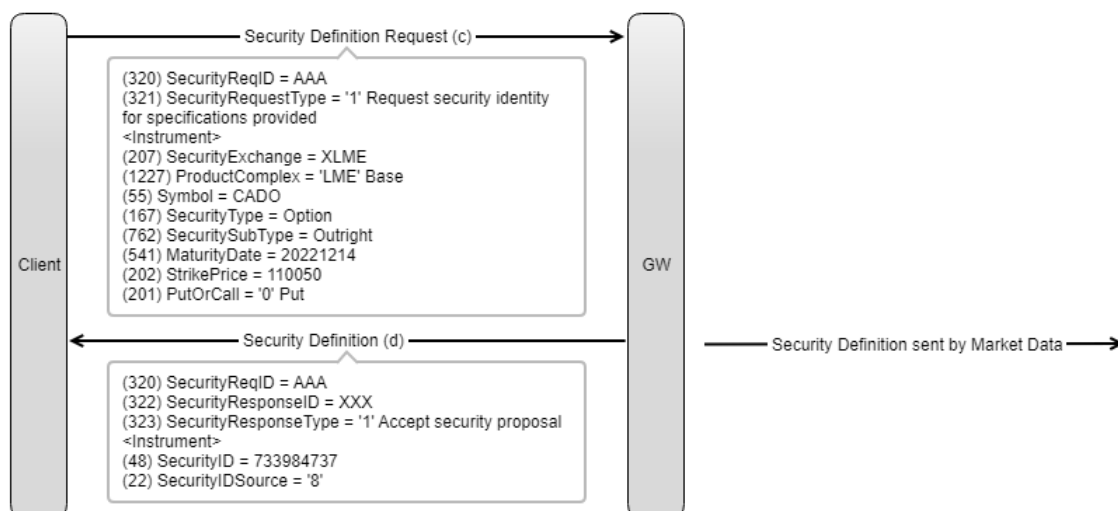 Security Definition Request (c)
(320) SecurityReqID = AAA
(321) SecurityRequestType = '1' Request security identity
for specifications provided
<Instrument>
(207) SecurityExchange = XLME
(1227) ProductComplex = 'LME' Base
(55) Symbol = CADO
(167) SecurityType = Option
(762) SecuritySubType = Outright
(541) MaturityDate = 20221214
(202) StrikePrice = 110050
(201) PutOrCall = '0' Put
Client
GW
Security Definition (d)
Security Definition sent by Market Data
(320) SecurityReqID = AAA
(322) SecurityResponseID = XXX
(323) SecurityResponseType = '1' Accept security proposal
<Instrument>
(48) SecurityID = 733984737
(22) SecurityIDSource = '8'